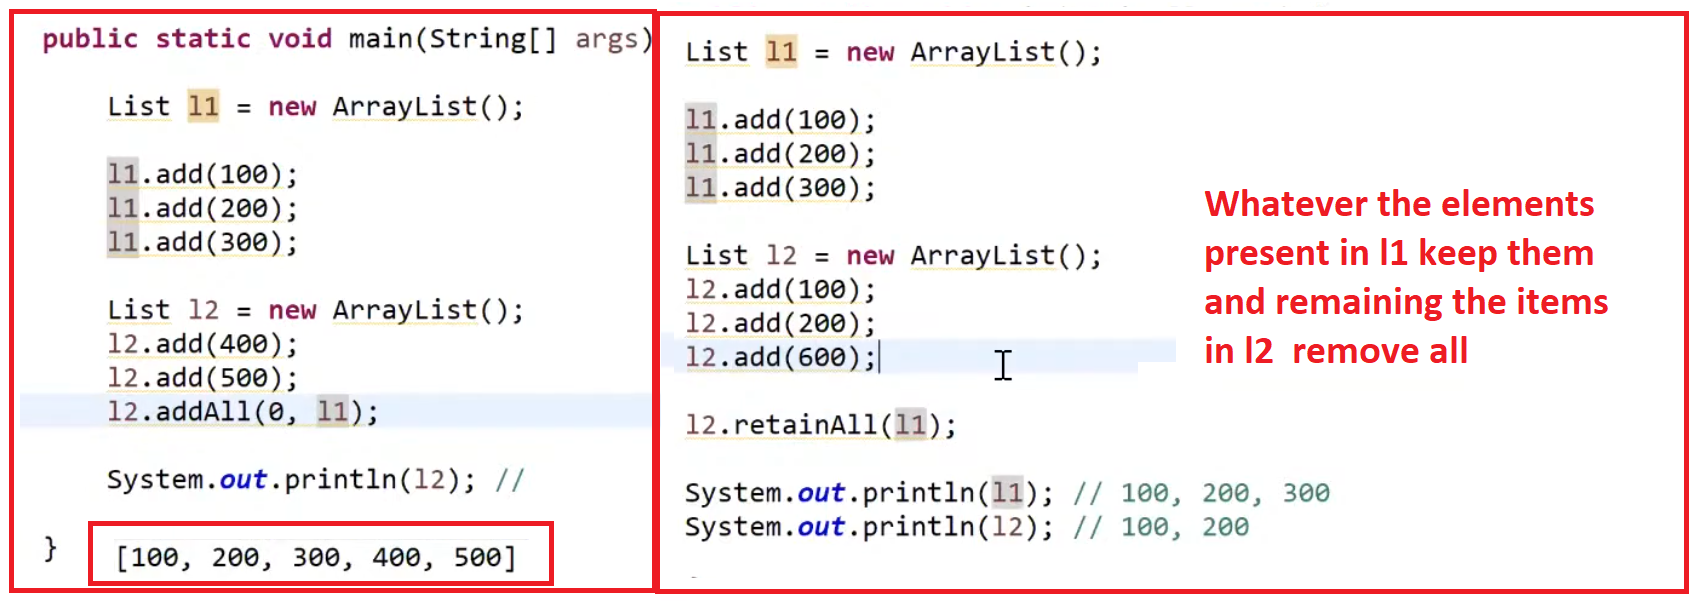 public static void main(String[] args)
List l1 = new ArrayList();
l1.add(100);
l1.add(200);
l1.add(300);
List l2 = new ArrayList();
l2.add(400);
l2.add(500);
l2.addAll(0, l1);
System.out.println(l2); //
}
[100, 200, 300, 400, 500]
List l1 = new ArrayList();
l1.add(100);
l1.add(200);
l1.add(300);
List l2 = new ArrayList();
l2.add(100);
l2.add(200);
l2.add(600);
l2.retainAll(l1);
System.out.println(l1); // 100, 200, 300
System.out.println(l2); // 100, 200
Whatever the elements
present in l1 keep them
and remaining the items
in l2 remove all